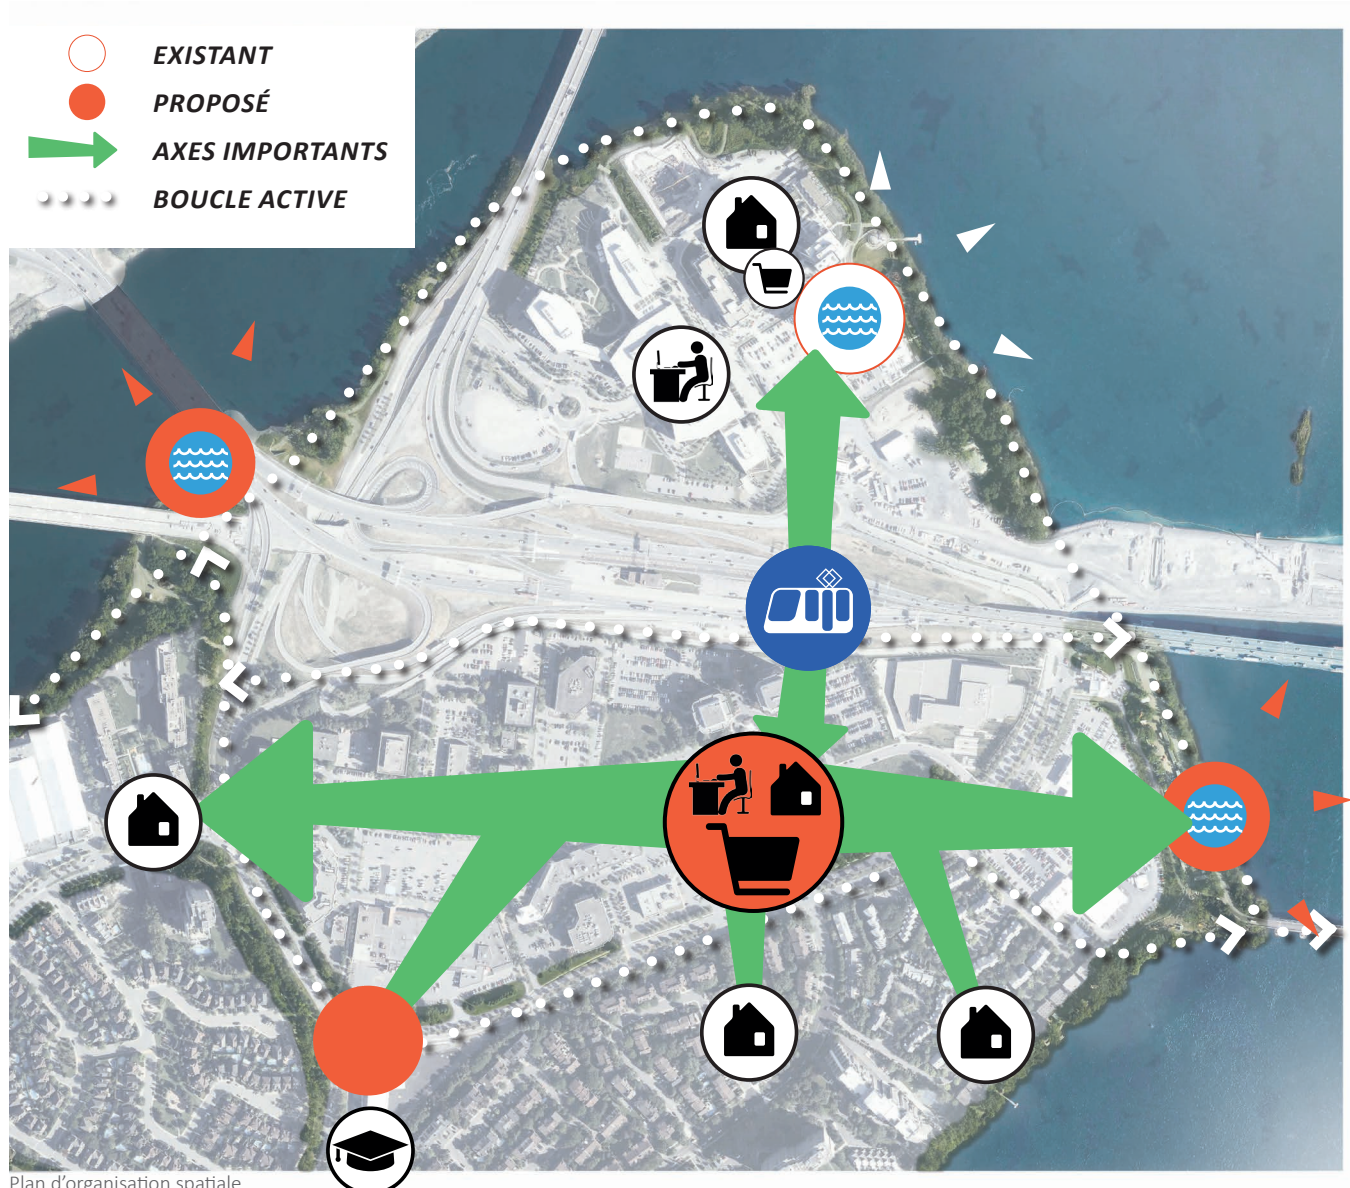 EXISTANT
PROPOSÉ
AXES IMPORTANTS
BOUCLE ACTIVE
Plan d'organisation spatiale